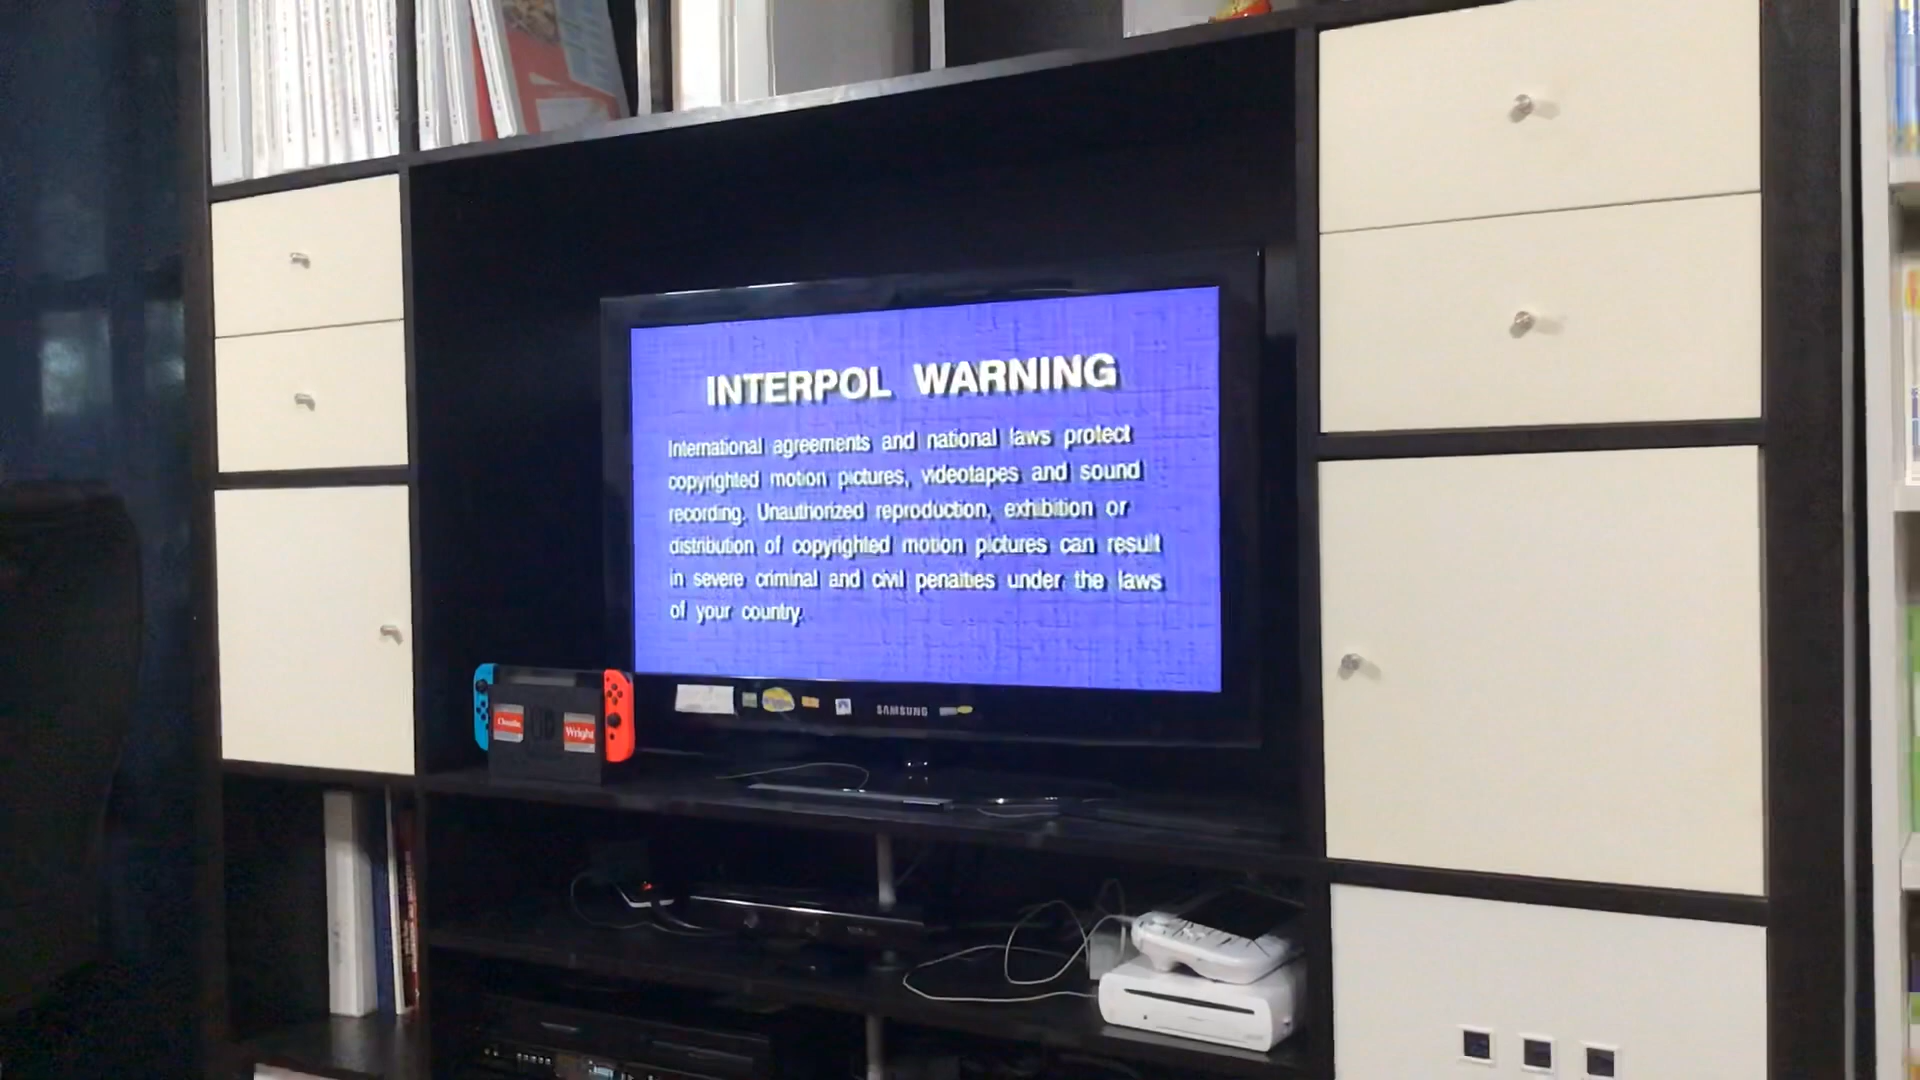 INTERPOL WARNING
International agreements and national laws protect
copyrighted motion pictures, videotapes and sound
recording. Unauthorized reproduction, exhibition or
distribution of copyrighted motion pictures can result
in severe criminal and civil penalties under the laws
of your country.
SAMSUNG
Claudia
Wright